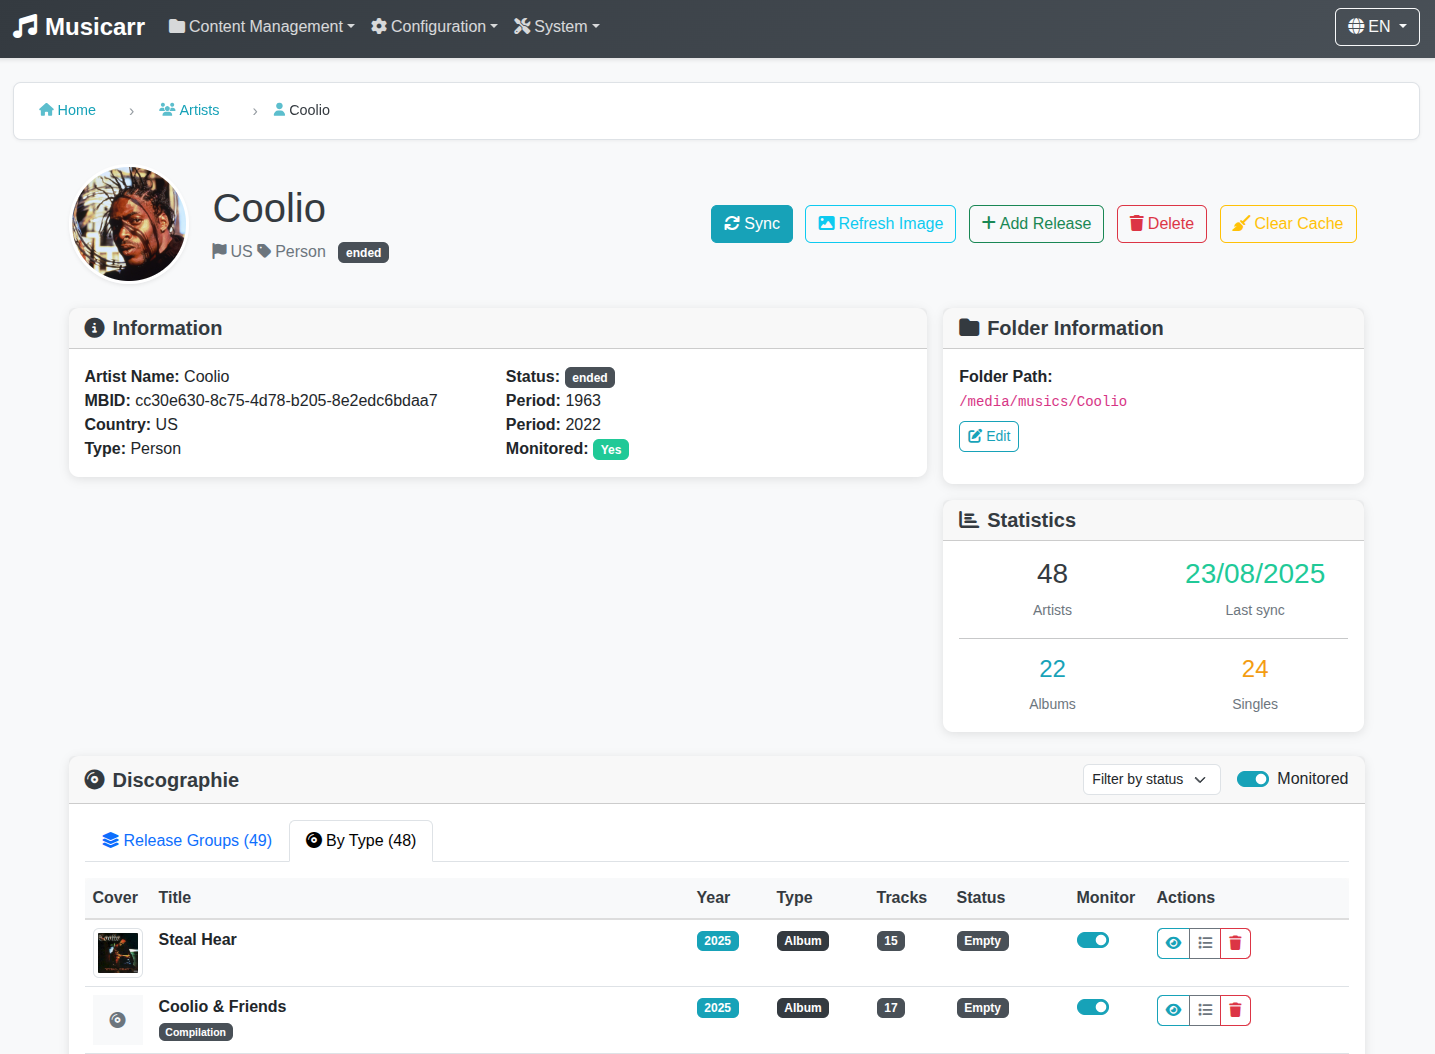 Musicarr Content Management Configuration System EN
Home › Artists › Coolio
Coolio
US Person ended
Sync Refresh Image Add Release Delete Clear Cache
Information
Artist Name: Coolio
MBID: cc30e630-8c75-4d78-b205-8e2edc6bdaa7
Country: US
Type: Person
Status: ended
Period: 1963
Period: 2022
Monitored: Yes
Folder Information
Folder Path:
/media/musics/Coolio
Edit
Statistics
48 23/08/2025
Artists Last sync
22 24
Albums Singles
Discographie Filter by status Monitored
Release Groups (49) By Type (48)
Cover Title Year Type Tracks Status Monitor Actions
Steal Hear 2025 Album 15 Empty
Coolio & Friends 2025 Album 17 Empty
Compilation